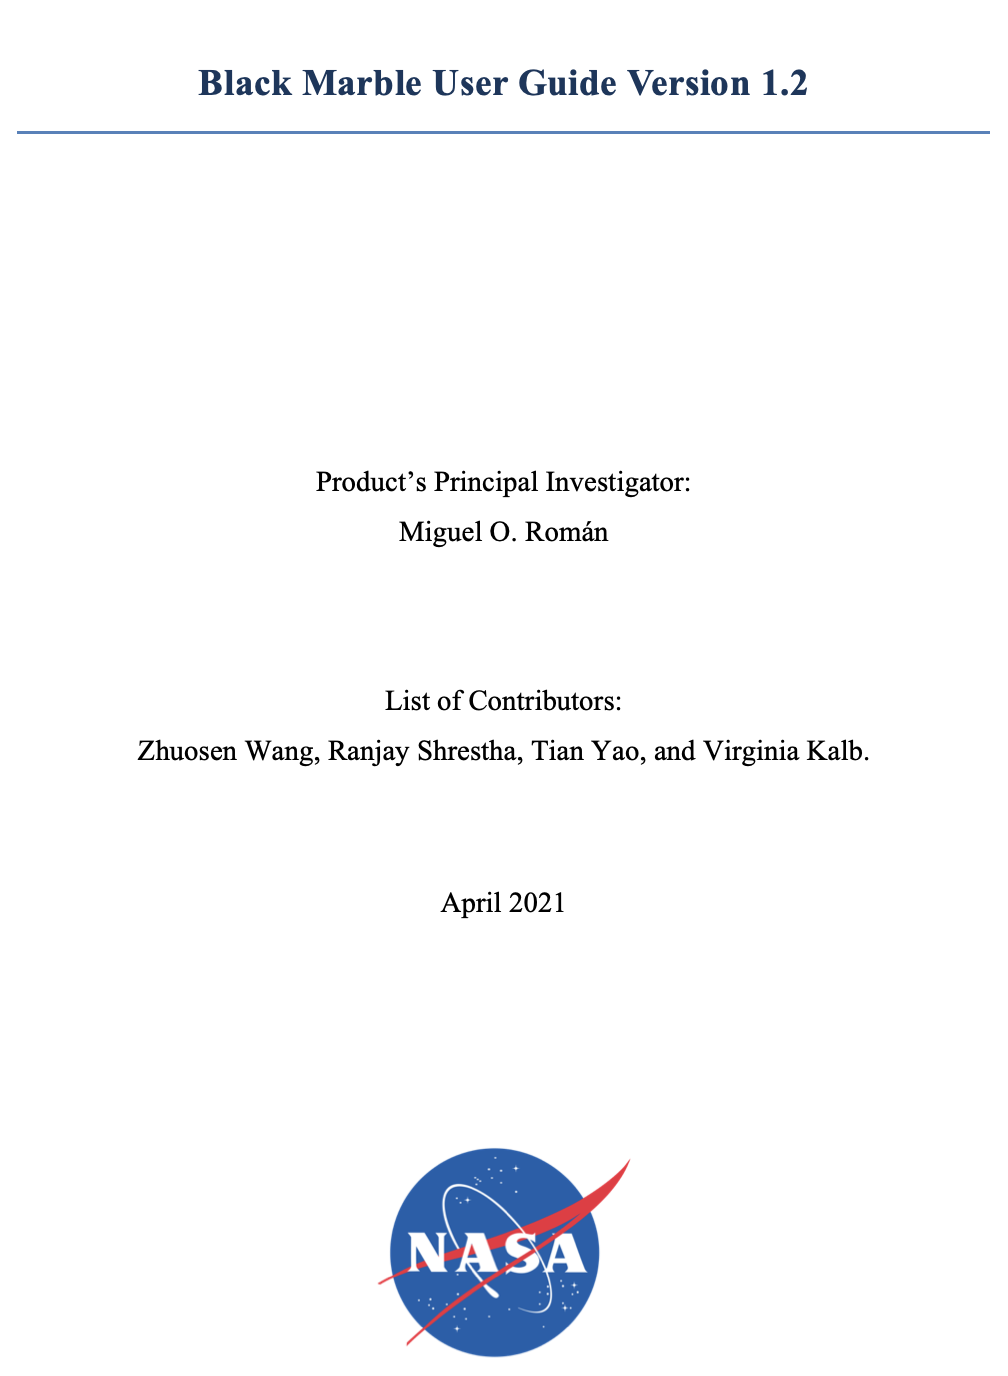 Black Marble User Guide Version 1.2
Product’s Principal Investigator:
Miguel O. Román
List of Contributors:
Zhuosen Wang, Ranjay Shrestha, Tian Yao, and Virginia Kalb.
April 2021
NASA